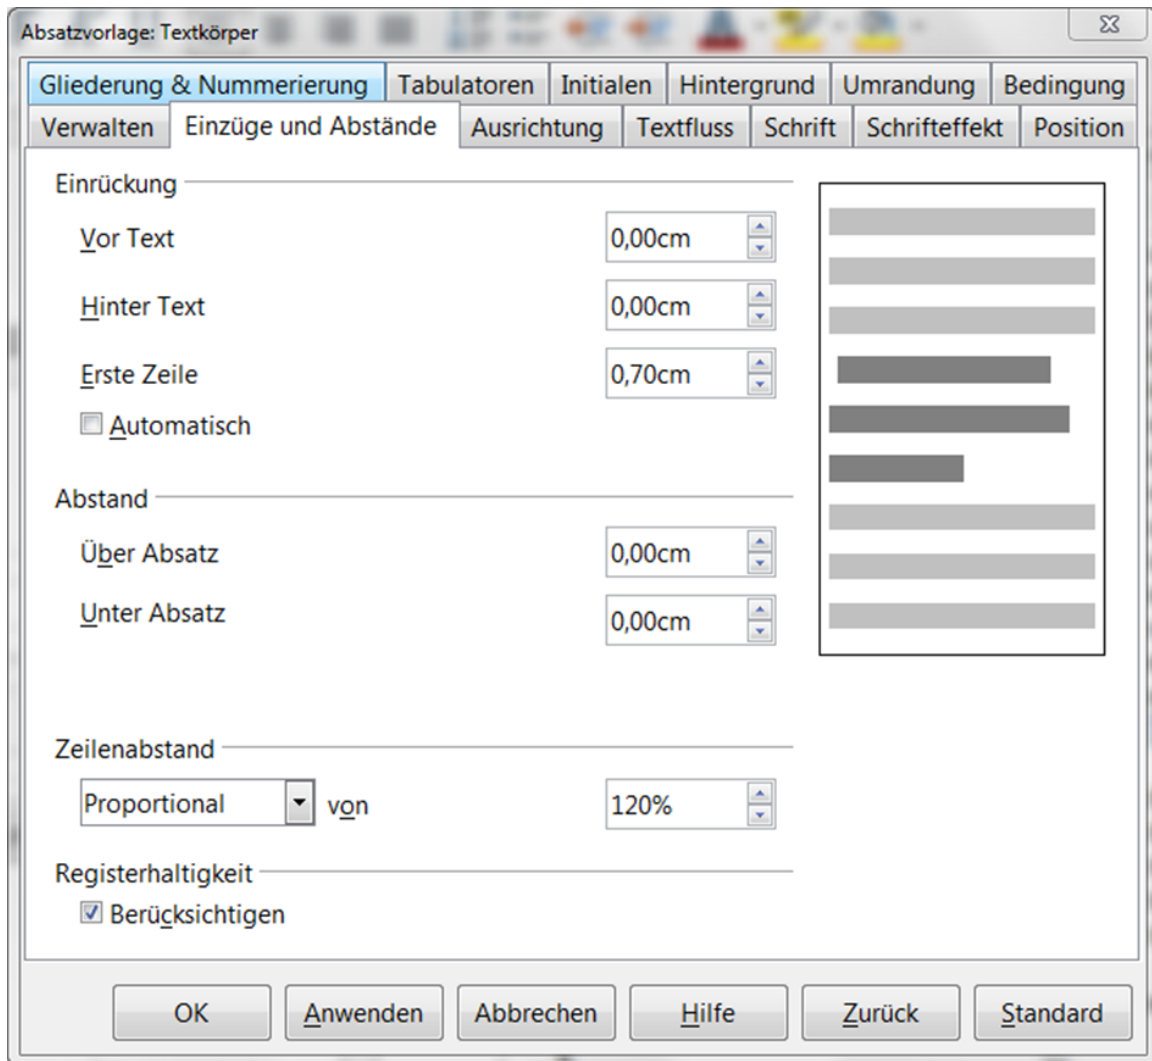 Absatzvorlage: Textkörper
Gliederung & Nummerierung Tabulatoren Initialen Hintergrund Umrandung Bedingung
Verwalten Einzüge und Abstände Ausrichtung Textfluss Schrift Schrifteffekt Position
Einrückung
Vor Text 0,00cm
Hinter Text 0,00cm
Erste Zeile 0,70cm
Automatisch
Abstand
Über Absatz 0,00cm
Unter Absatz 0,00cm
Zeilenabstand
Proportional von 120%
Registerhaltigkeit
Berücksichtigen
OK Anwenden Abbrechen Hilfe Zurück Standard